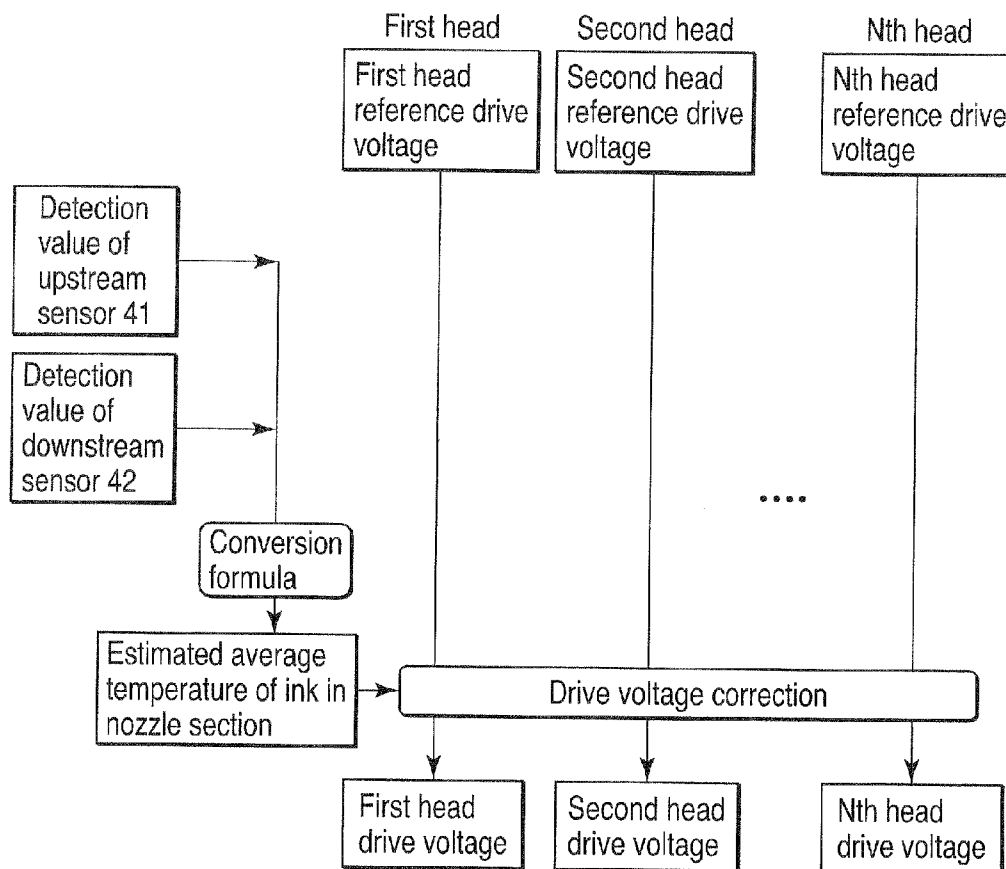 First head
Second head
Nth head
First head
reference drive
voltage
Second head
reference drive
voltage
Nth head
reference drive
voltage
Detection
value of
upstream
sensor 41
Detection
value of
downstream
sensor 42
....
Conversion
formula
Estimated average
temperature of ink in
nozzle section
Drive voltage correction
First head
drive voltage
Second head
drive voltage
Nth head
drive voltage